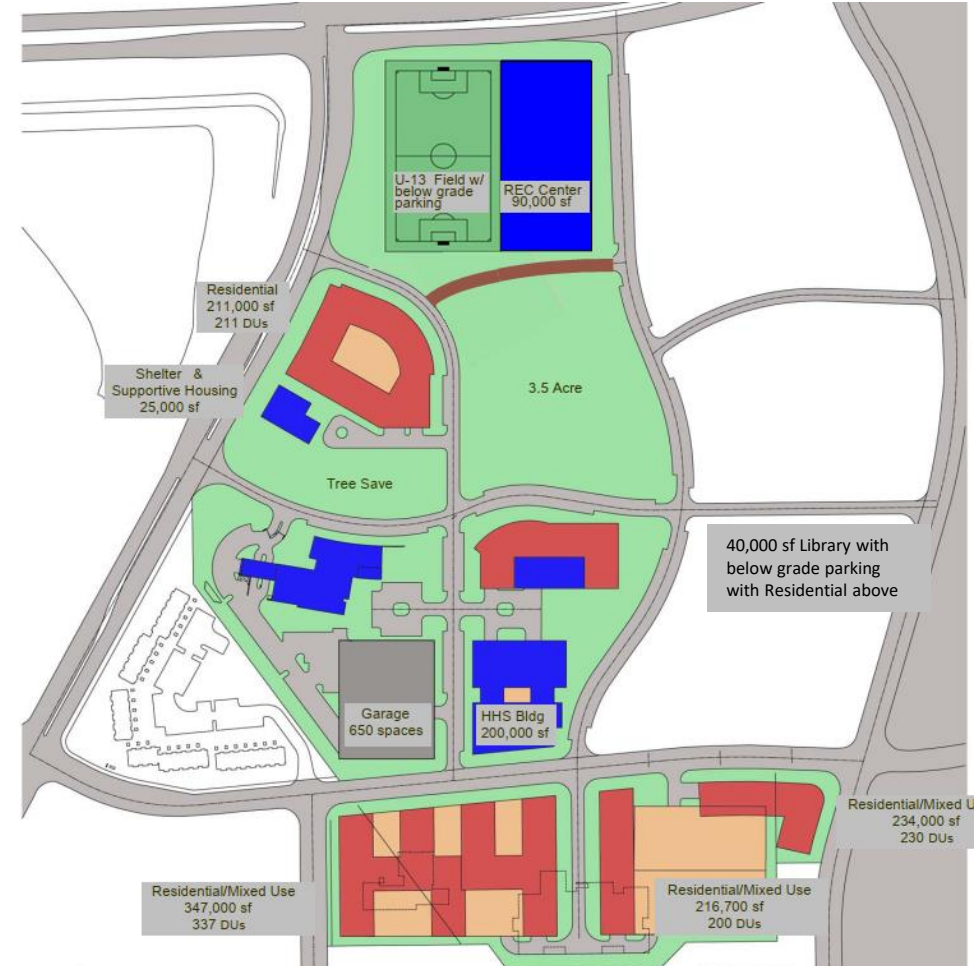 U-13 Field w/
below grade
parking
REC Center
90,000 sf
Residential
211,000 sf
211 DUs
Shelter &
Supportive Housing
25,000 sf
3.5 Acre
Tree Save
40,000 sf Library with
below grade parking
with Residential above
Garage
650 spaces
HHS Bldg
200,000 sf
Residential/Mixed U
234,000 sf
230 DUs
Residential/Mixed Use
347,000 sf
337 DUs
Residential/Mixed Use
216,700 sf
200 DUs